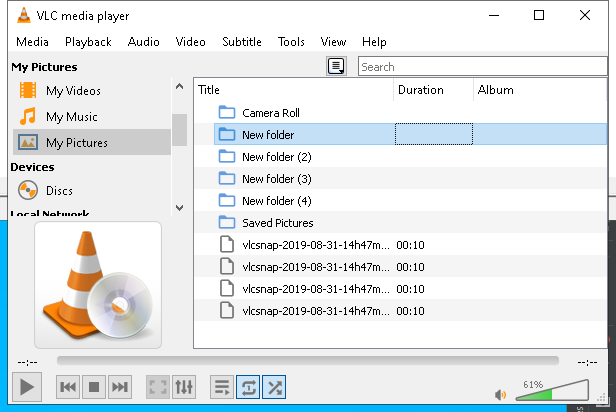 VLC media player
Media Playback Audio Video Subtitle Tools View Help
My Pictures
Search
My Videos
My Music
My Pictures
Devices
Discs
Local Network
Title Duration Album
Camera Roll
New folder
New folder (2)
New folder (3)
New folder (4)
Saved Pictures
vlcsnap-2019-08-31-14h47m... 00:10
vlcsnap-2019-08-31-14h47m... 00:10
vlcsnap-2019-08-31-14h47m... 00:10
vlcsnap-2019-08-31-14h47m... 00:10
--:-- --:--
61%